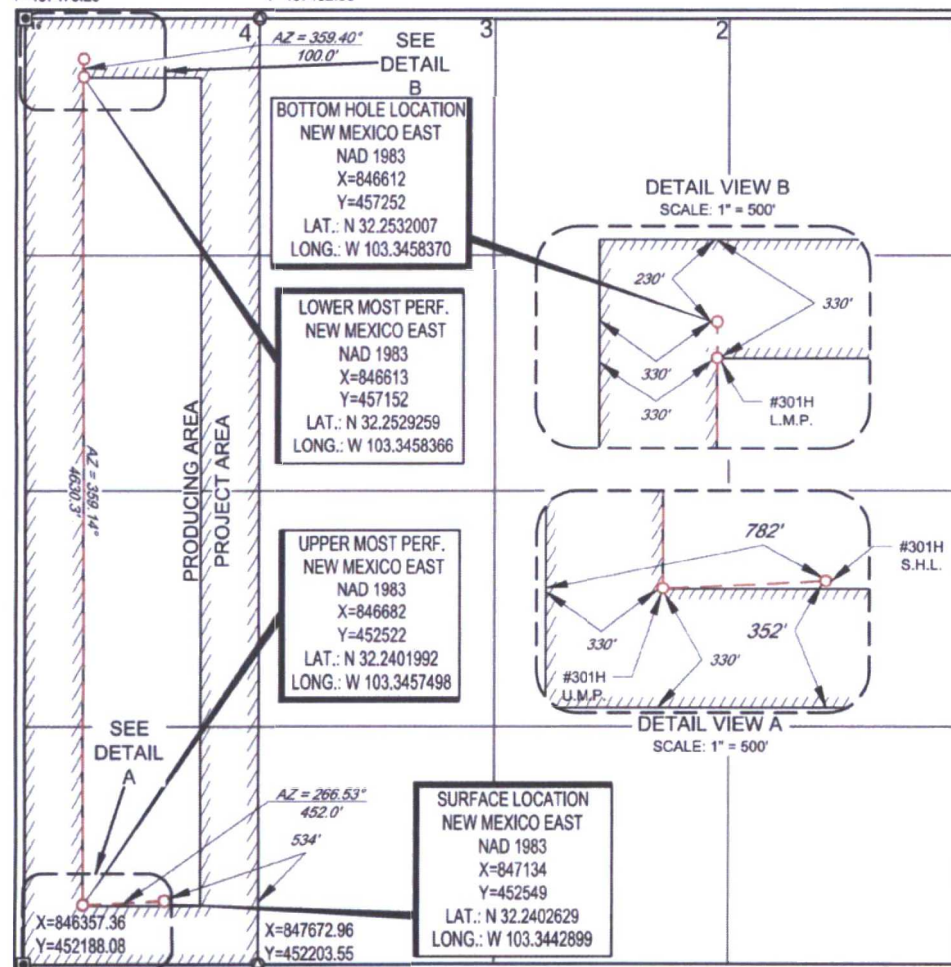 4
3
2
AZ = 359.40°
100.0'
SEE
DETAIL
B
BOTTOM HOLE LOCATION
NEW MEXICO EAST
NAD 1983
X=846612
Y=457252
LAT.: N 32.2532007
LONG.: W 103.3458370
DETAIL VIEW B
SCALE: 1" = 500'
230'
330'
330'
330'
#301H
L.M.P.
LOWER MOST PERF.
NEW MEXICO EAST
NAD 1983
X=846613
Y=457152
LAT.: N 32.2529259
LONG.: W 103.3458366
AZ = 359.14°
4630.3'
PRODUCING AREA
PROJECT AREA
UPPER MOST PERF.
NEW MEXICO EAST
NAD 1983
X=846682
Y=452522
LAT.: N 32.2401992
LONG.: W 103.3457498
782'
#301H
S.H.L.
330'
352'
330'
#301H
U.M.P.
DETAIL VIEW A
SCALE: 1" = 500'
SEE
DETAIL
A
AZ = 266.53°
452.0'
534'
SURFACE LOCATION
NEW MEXICO EAST
NAD 1983
X=847134
Y=452549
LAT.: N 32.2402629
LONG.: W 103.3442899
X=846357.36
Y=452188.08
X=847672.96
Y=452203.55